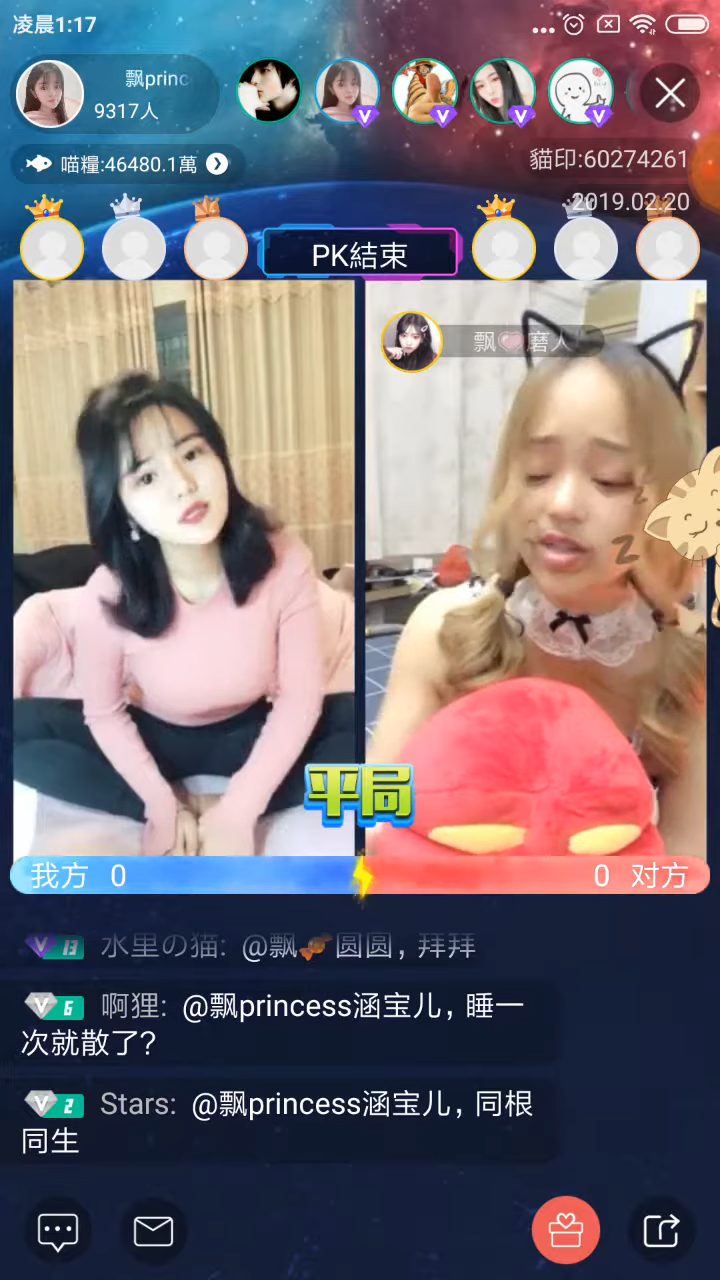 凌晨1:17
飘princ
9317人
喵糧:46480.1萬
貓印:60274261
2019.02.20
PK結束
飘 磨人
z
z
平局
我方 0
0 对方
V 13 水里の猫: @飘🍬圆圆，拜拜
V 6 啊狸: @飘princess涵宝儿，睡一
次就散了？
V 2 Stars: @飘princess涵宝儿，同根
同生